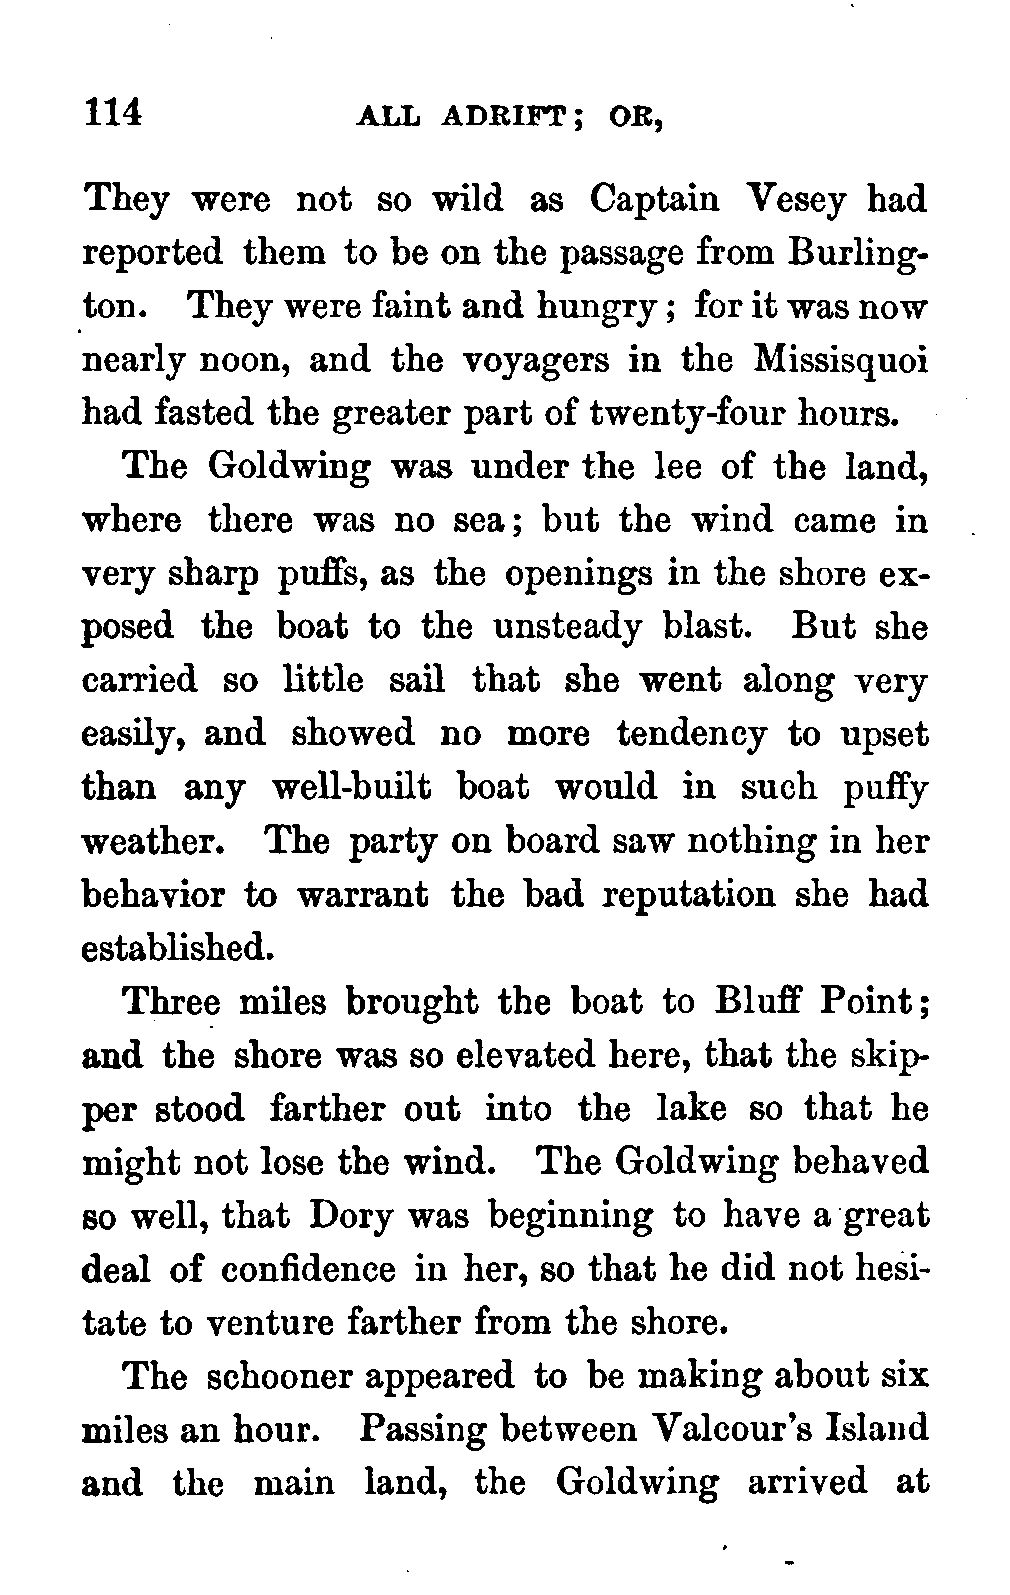 114 ALL ADRIFT; OR,
They were not so wild as Captain Vesey had
reported them to be on the passage from Burling-
ton. They were faint and hungry; for it was now
nearly noon, and the voyagers in the Missisquoi
had fasted the greater part of twenty-four hours.
The Goldwing was under the lee of the land,
where there was no sea; but the wind came in
very sharp puffs, as the openings in the shore ex-
posed the boat to the unsteady blast. But she
carried so little sail that she went along very
easily, and showed no more tendency to upset
than any well-built boat would in such puffy
weather. The party on board saw nothing in her
behavior to warrant the bad reputation she had
established.
Three miles brought the boat to Bluff Point;
and the shore was so elevated here, that the skip-
per stood farther out into the lake so that he
might not lose the wind. The Goldwing behaved
so well, that Dory was beginning to have a great
deal of confidence in her, so that he did not hesi-
tate to venture farther from the shore.
The schooner appeared to be making about six
miles an hour. Passing between Valcour's Island
and the main land, the Goldwing arrived at